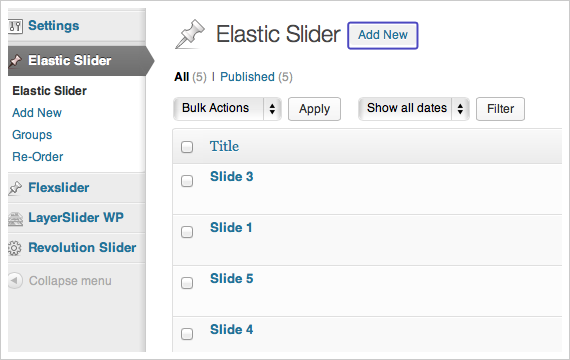 Settings
Elastic Slider
Elastic Slider
Add New
Groups
Re-Order
Flexslider
LayerSlider WP
Revolution Slider
Collapse menu
Elastic Slider Add New
All (5) | Published (5)
Bulk Actions Apply Show all dates Filter
Title
Slide 3
Slide 1
Slide 5
Slide 4